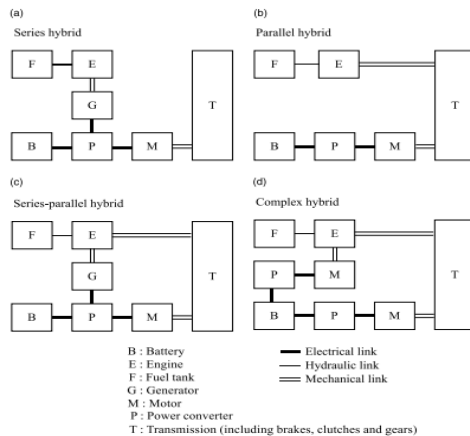 (a)
Series hybrid
F E
G T
B P M
(b)
Parallel hybrid
F E
T
B P M
(c)
Series-parallel hybrid
F E
G T
B P M
(d)
Complex hybrid
F E
P M T
B P M
B : Battery
E : Engine
F : Fuel tank
G : Generator
M : Motor
P : Power converter
T : Transmission (including brakes, clutches and gears)
Electrical link
Hydraulic link
Mechanical link